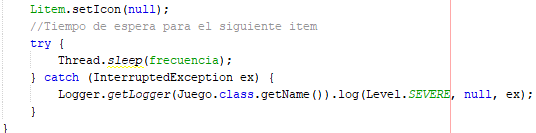 Litem.setIcon(null);
//Tiempo de espera para el siguiente item
try {
Thread.sleep(frecuencia);
} catch (InterruptedException ex) {
Logger.getLogger(Juego.class.getName()).log(Level.SEVERE, null, ex);
}
}